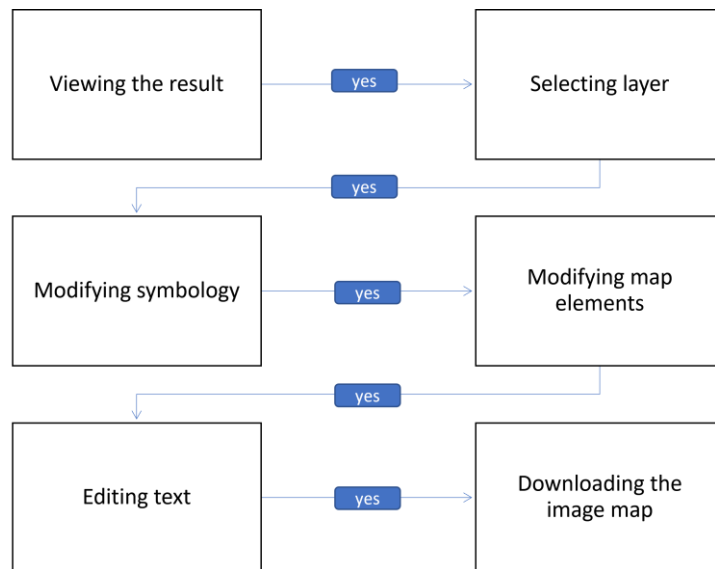 Viewing the result
yes
Selecting layer
yes
Modifying symbology
yes
Modifying map
elements
yes
Editing text
yes
Downloading the
image map